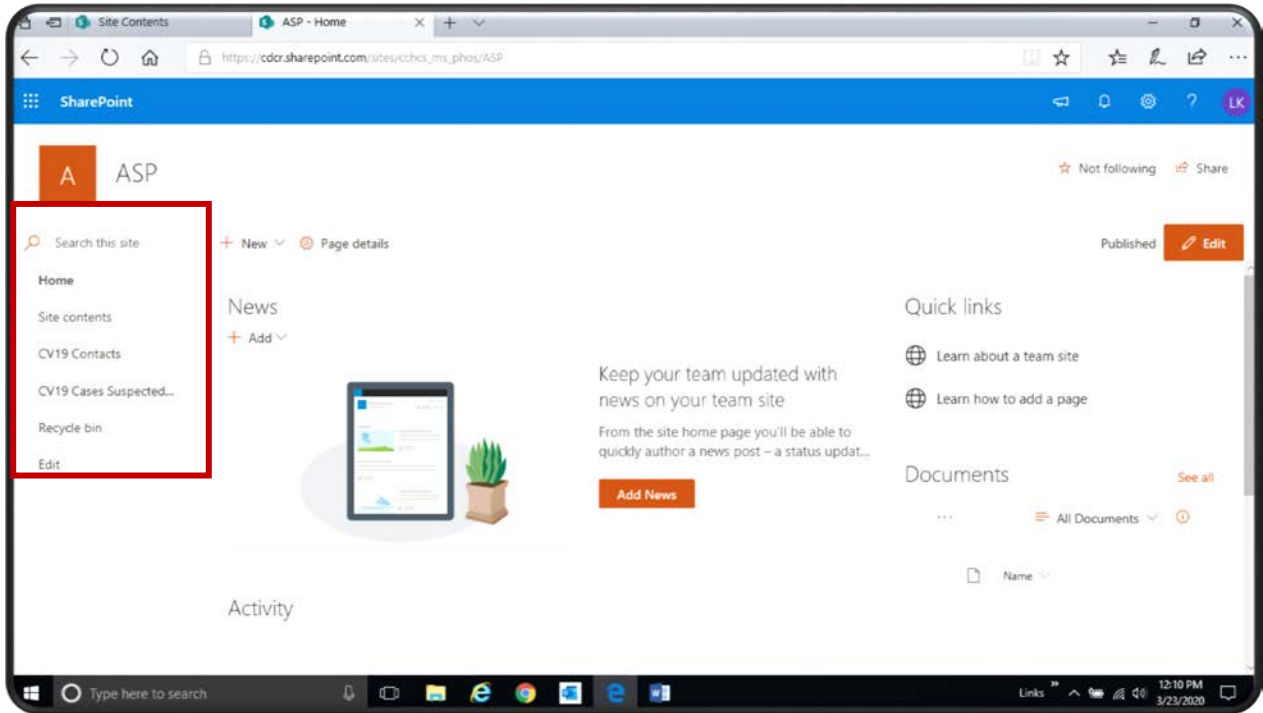 Site Contents
ASP - Home
https://cdcr.sharepoint.com/sites/cchcs_ms_phos/ASP
SharePoint
LK
A
ASP
Not following
Share
Search this site
New
Page details
Published
Edit
Home
Site contents
CV19 Contacts
CV19 Cases Suspected...
Recycle bin
Edit
News
Add
Keep your team updated with
news on your team site
From the site home page you'll be able to
quickly author a news post – a status updat...
Add News
Quick links
Learn about a team site
Learn how to add a page
Documents
See all
All Documents
Name
Activity
Type here to search
Links
12:10 PM
3/23/2020